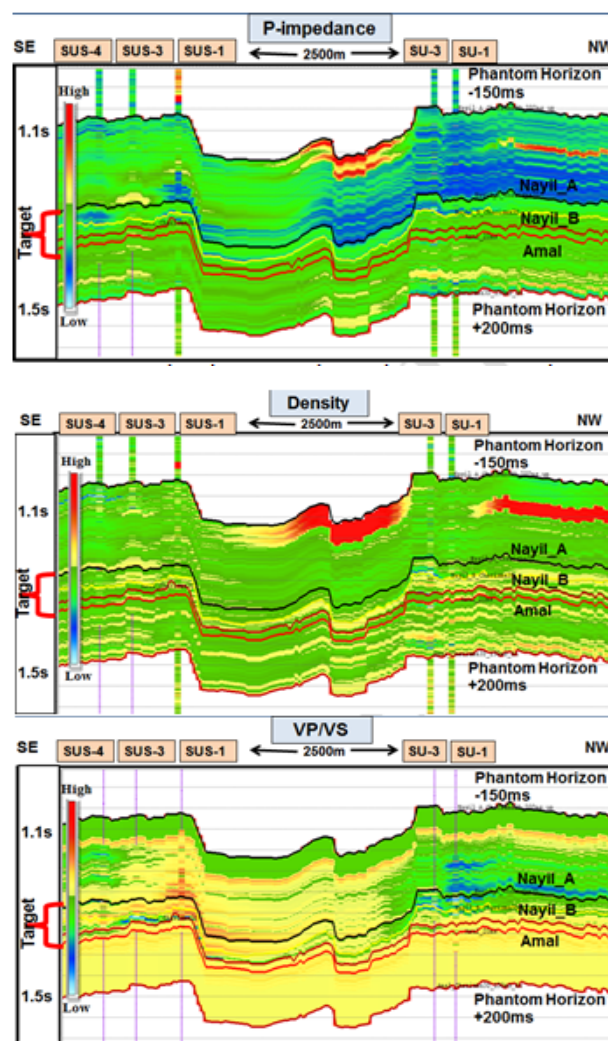 P-impedance
SE SUS-4 SUS-3 SUS-1 2500m SU-3 SU-1 NW
High
Phantom Horizon
-150ms
1.1s
Nayil_A
Target
Nayil_B
Amal
1.5s
Low
Phantom Horizon
+200ms
Density
SE SUS-4 SUS-3 SUS-1 2500m SU-3 SU-1 NW
High
Phantom Horizon
-150ms
1.1s
Nayil_A
Target
Nayil_B
Amal
1.5s
Low
Phantom Horizon
+200ms
VP/VS
SE SUS-4 SUS-3 SUS-1 2500m SU-3 SU-1 NW
High
Phantom Horizon
-150ms
1.1s
Nayil_A
Target
Nayil_B
Amal
1.5s
Low
Phantom Horizon
+200ms